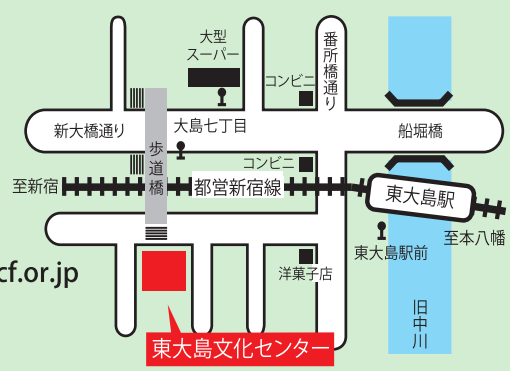 大型
スーパー
番所橋通り
コンビニ
新大橋通り
大島七丁目
船堀橋
歩道橋
コンビニ
至新宿
都営新宿線
東大島駅
至本八幡
東大島駅前
洋菓子店
cf.or.jp
旧中川
東大島文化センター